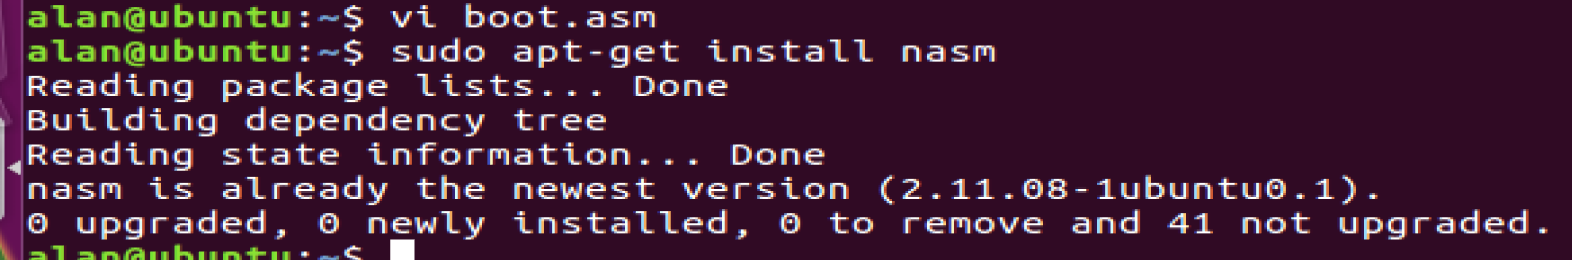 alan@ubuntu:~$ vi boot.asm
alan@ubuntu:~$ sudo apt-get install nasm
Reading package lists... Done
Building dependency tree
Reading state information... Done
nasm is already the newest version (2.11.08-1ubuntu0.1).
0 upgraded, 0 newly installed, 0 to remove and 41 not upgraded.
alan@ubuntu:~$